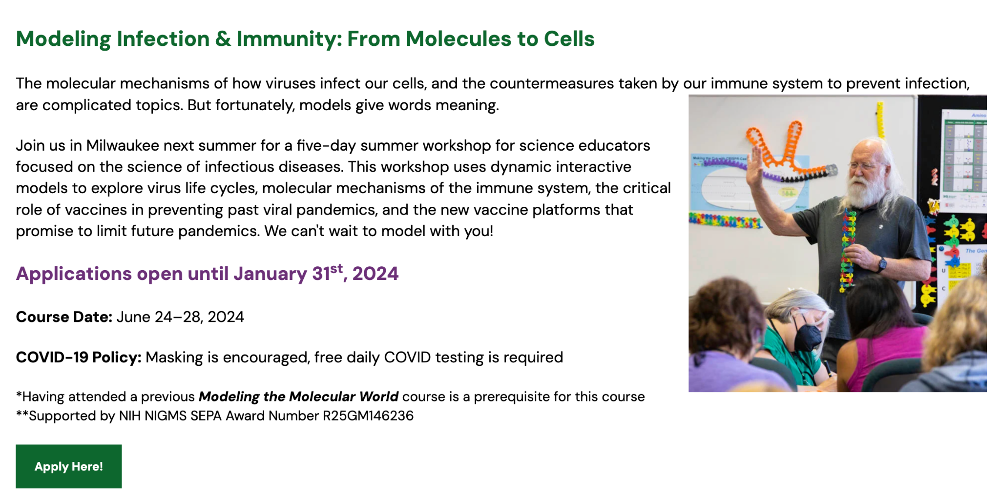 Modeling Infection & Immunity: From Molecules to Cells
The molecular mechanisms of how viruses infect our cells, and the countermeasures taken by our immune system to prevent infection,
are complicated topics. But fortunately, models give words meaning.
Join us in Milwaukee next summer for a five-day summer workshop for science educators
focused on the science of infectious diseases. This workshop uses dynamic interactive
models to explore virus life cycles, molecular mechanisms of the immune system, the critical
role of vaccines in preventing past viral pandemics, and the new vaccine platforms that
promise to limit future pandemics. We can't wait to model with you!
Applications open until January 31st, 2024
Course Date: June 24–28, 2024
COVID-19 Policy: Masking is encouraged, free daily COVID testing is required
*Having attended a previous Modeling the Molecular World course is a prerequisite for this course
**Supported by NIH NIGMS SEPA Award Number R25GM146236
Apply Here!
Amino
The Gen
U
C